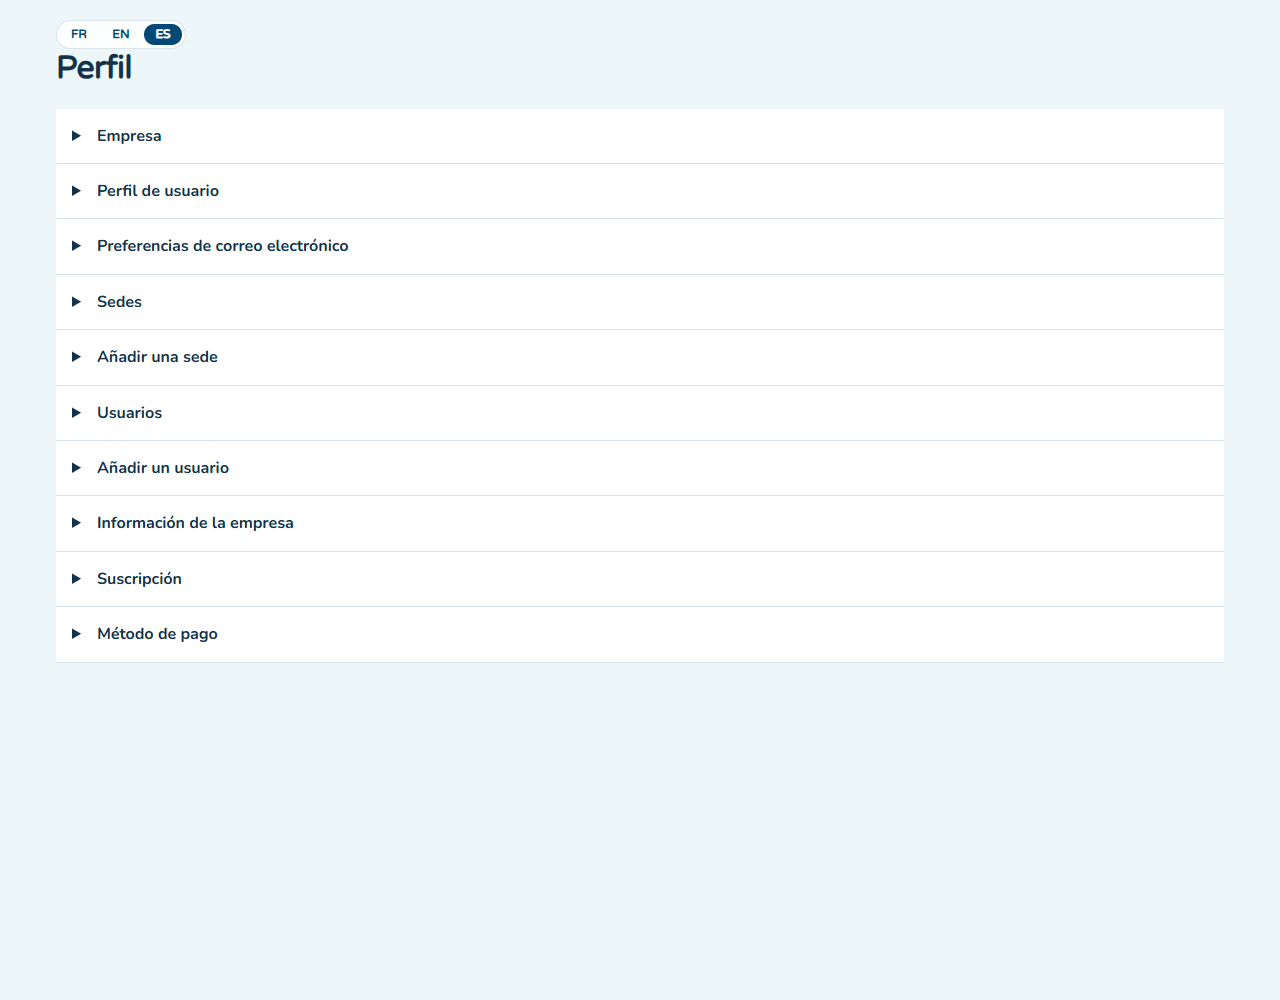 FR EN ES
Perfil
Empresa
Perfil de usuario
Preferencias de correo electrónico
Sedes
Añadir una sede
Usuarios
Añadir un usuario
Información de la empresa
Suscripción
Método de pago